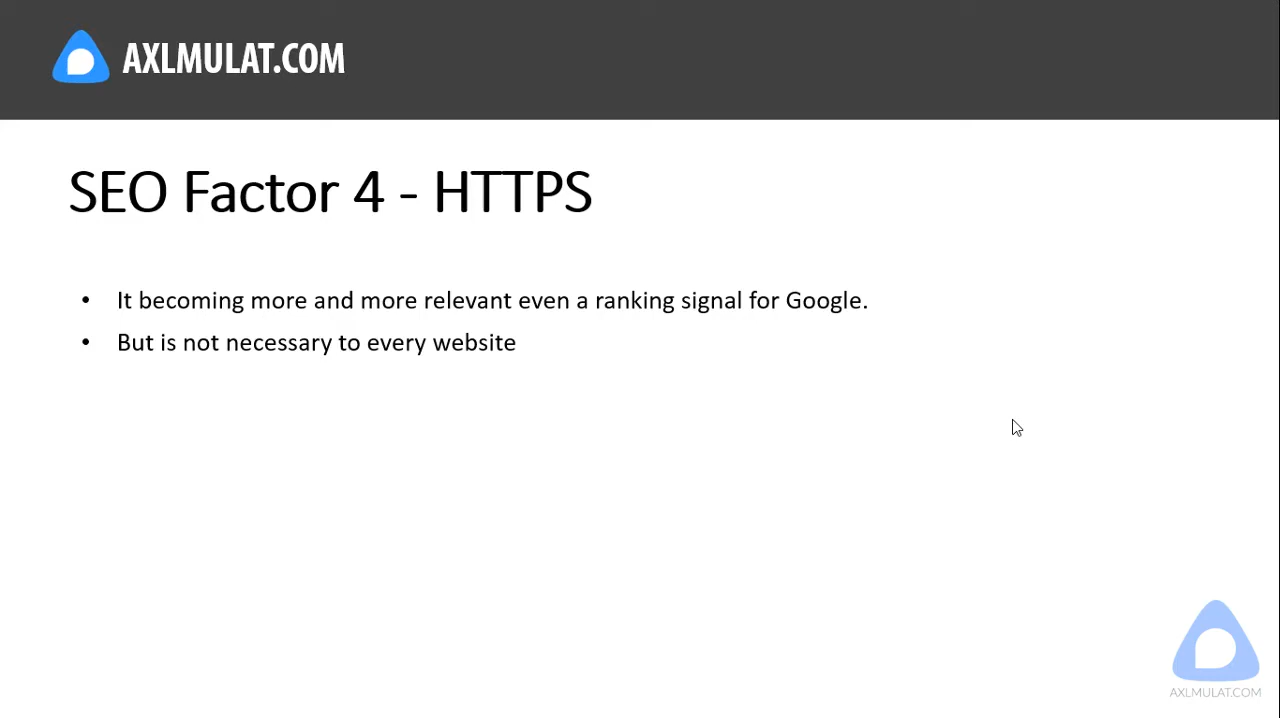 AXLMULAT.COM
SEO Factor 4 - HTTPS
• It becoming more and more relevant even a ranking signal for Google.
• But is not necessary to every website
AXLMULAT.COM